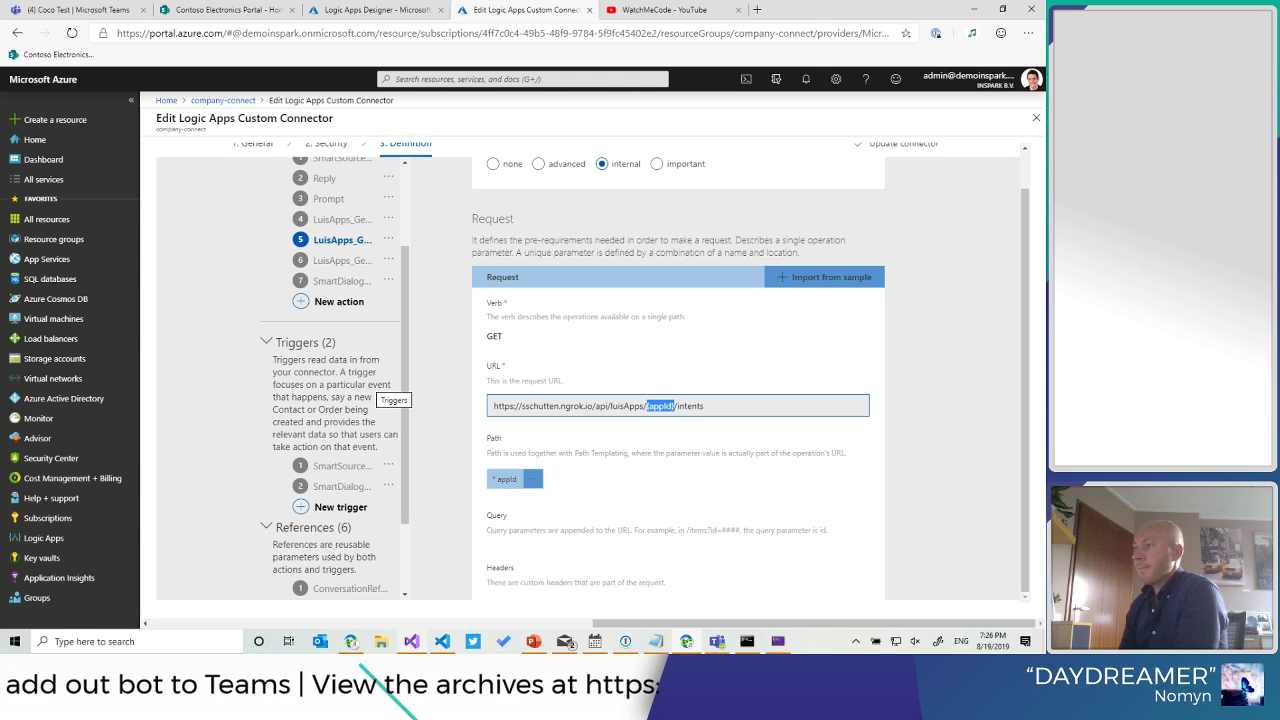 (2) Coco Test | Microsoft Teams
Contoso Electronics Portal - Ho
Logic Apps Designer - Microsoft
Edit Logic Apps Custom Connec
WatchMeCode - YouTube
https://portal.azure.com/#@demoinspark.onmicrosoft.com/resource/subscriptions/4ff7c0c4-49b5-48f9-9784-5f9fc45402e2/resourceGroups/company-connect/providers/Mic...
Contoso Electronics...
Microsoft Azure
Search resources, services, and docs (G+/)
admin@demoinspark....
INSPARK B.V.
Home > company-connect > Edit Logic Apps Custom Connector
Edit Logic Apps Custom Connector
company-connect
1. General
2. Security
3. Definition
Update connector
Create a resource
Home
Dashboard
All services
FAVORITES
All resources
Resource groups
App Services
SQL databases
Azure Cosmos DB
Virtual machines
Load balancers
Storage accounts
Virtual networks
Monitor
Advisor
Security Center
Cost Management + Billing
Help + support
Subscriptions
Logic Apps
Key vaults
Application Insights
Groups
SmartSource...
2 Reply
3 Prompt
4 LuisApps_Ge...
5 LuisApps_G...
6 LuisApps_Ge...
7 SmartDialog...
New action
Triggers (2)
Triggers read data in from
your connector. A trigger
focuses on a particular event
that happens, say a new
Contact or Order being
created and provides the
relevant data so that users can
take action on that event.
Triggers
1 SmartSource...
2 SmartDialog...
New trigger
References (6)
References are reusable
parameters used by both
actions and triggers.
1 ConversationRef...
none
advanced
internal
important
Request
It defines the pre-requirements needed in order to make a request. Describes a single operation
parameter. A unique parameter is defined by a combination of name and location.
Request
Import from sample
Verb *
The verb describes the operations available on a single path.
GET
URL *
This is the request URL.
https://sschutten.ngrok.io/api/luisApps/{appId}/intents
Path
Path is used together with Path Templating, where the parameter value is actually part of the operation's URL.
* appId ...
Query
Query parameters are appended to the URL. For example, in /items?id=####, the query parameter is id.
Headers
These are custom headers that are part of the request.
Type here to search
ENG
7:26 PM
8/19/2019
add out bot to Teams | View the archives at https:
“DAYDREAMER”
Nomyn